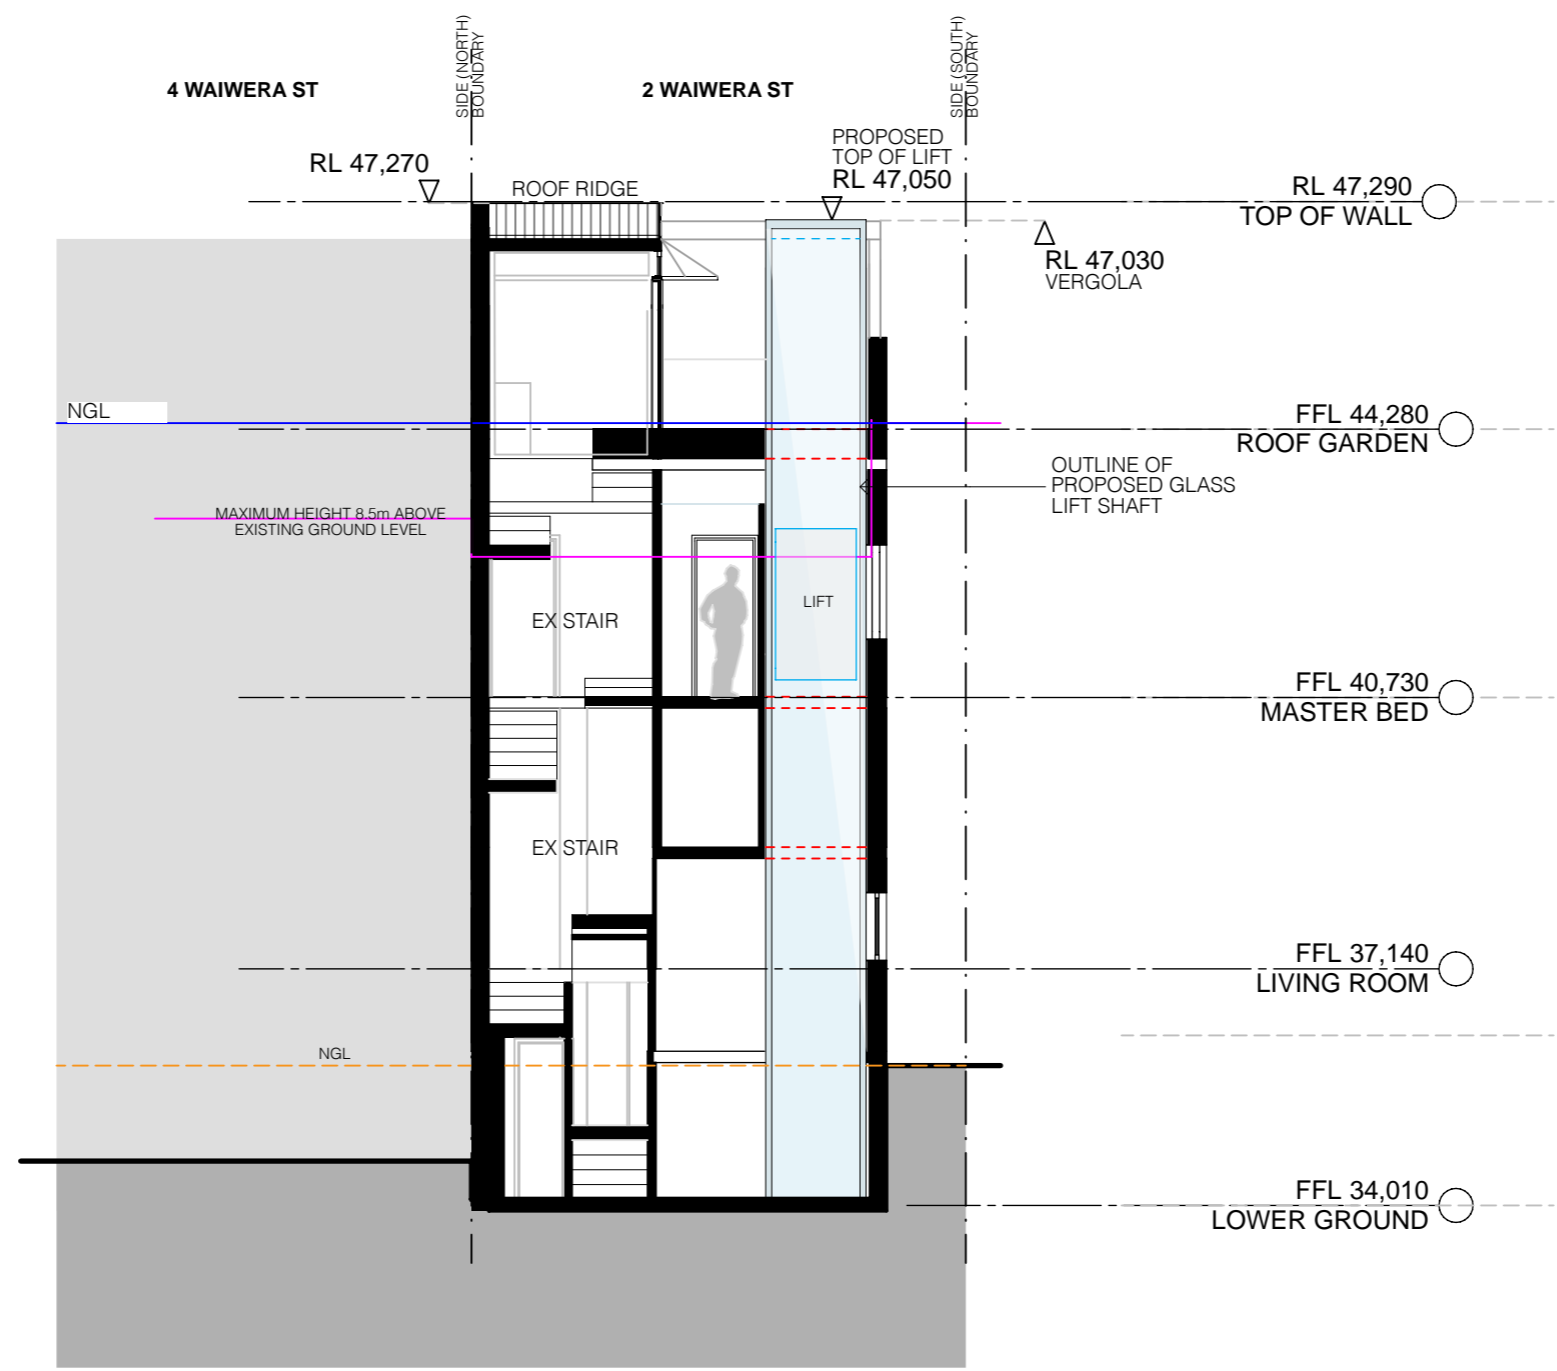 SIDE (NORTH)
BOUNDARY
SIDE (SOUTH)
BOUNDARY
4 WAIWERA ST
2 WAIWERA ST
PROPOSED
TOP OF LIFT
RL 47,050
RL 47,270
ROOF RIDGE
RL 47,290
TOP OF WALL
RL 47,030
VERGOLA
NGL
FFL 44,280
ROOF GARDEN
OUTLINE OF
PROPOSED GLASS
LIFT SHAFT
MAXIMUM HEIGHT 8.5m ABOVE
EXISTING GROUND LEVEL
LIFT
EX STAIR
FFL 40,730
MASTER BED
EX STAIR
FFL 37,140
LIVING ROOM
NGL
FFL 34,010
LOWER GROUND